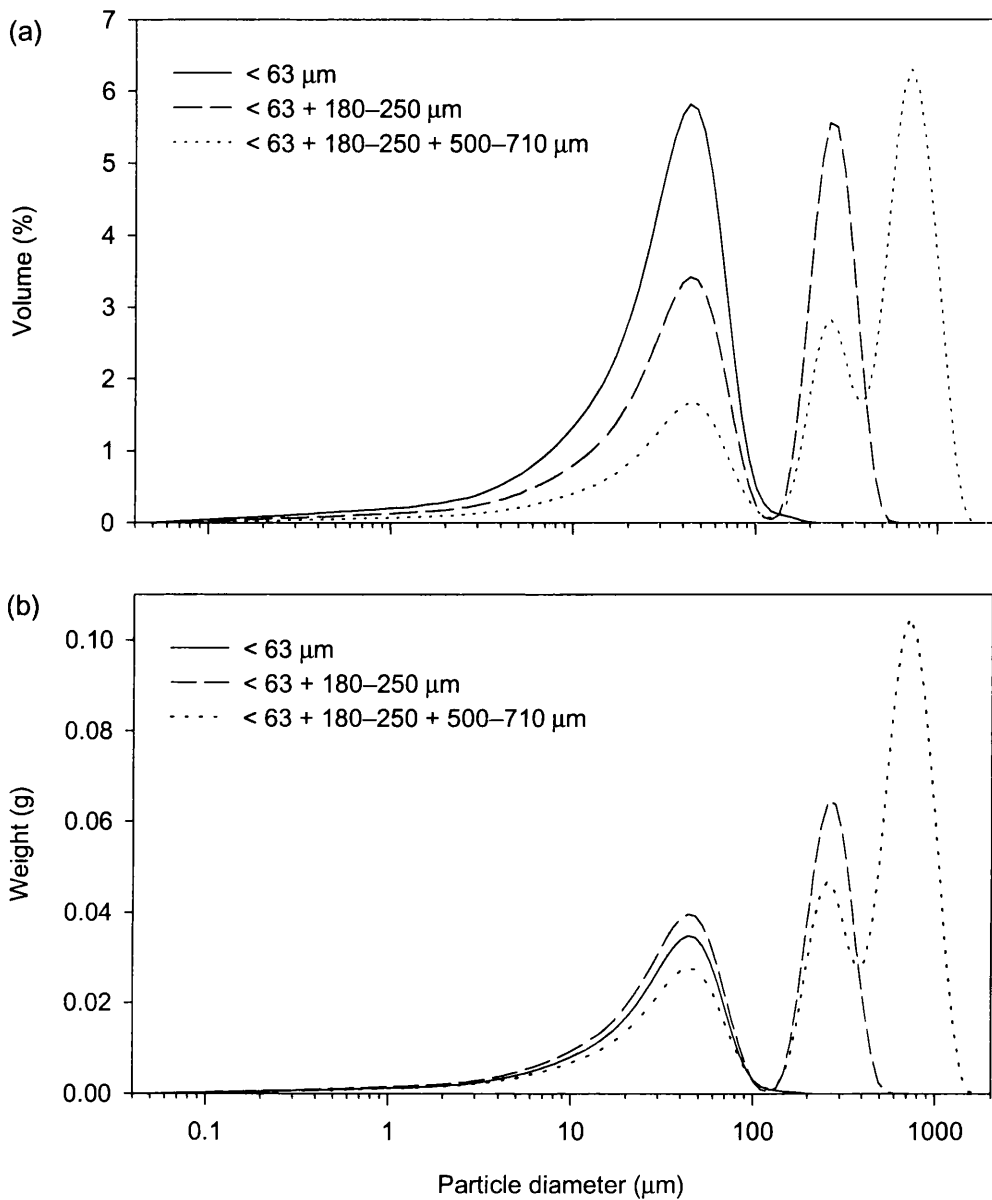 (a)
7
6
5
4
3
2
1
0
Volume (%)
< 63 μm
< 63 + 180–250 μm
< 63 + 180–250 + 500–710 μm
(b)
0.10
0.08
0.06
0.04
0.02
0.00
Weight (g)
< 63 μm
< 63 + 180–250 μm
< 63 + 180–250 + 500–710 μm
0.1 1 10 100 1000
Particle diameter (μm)